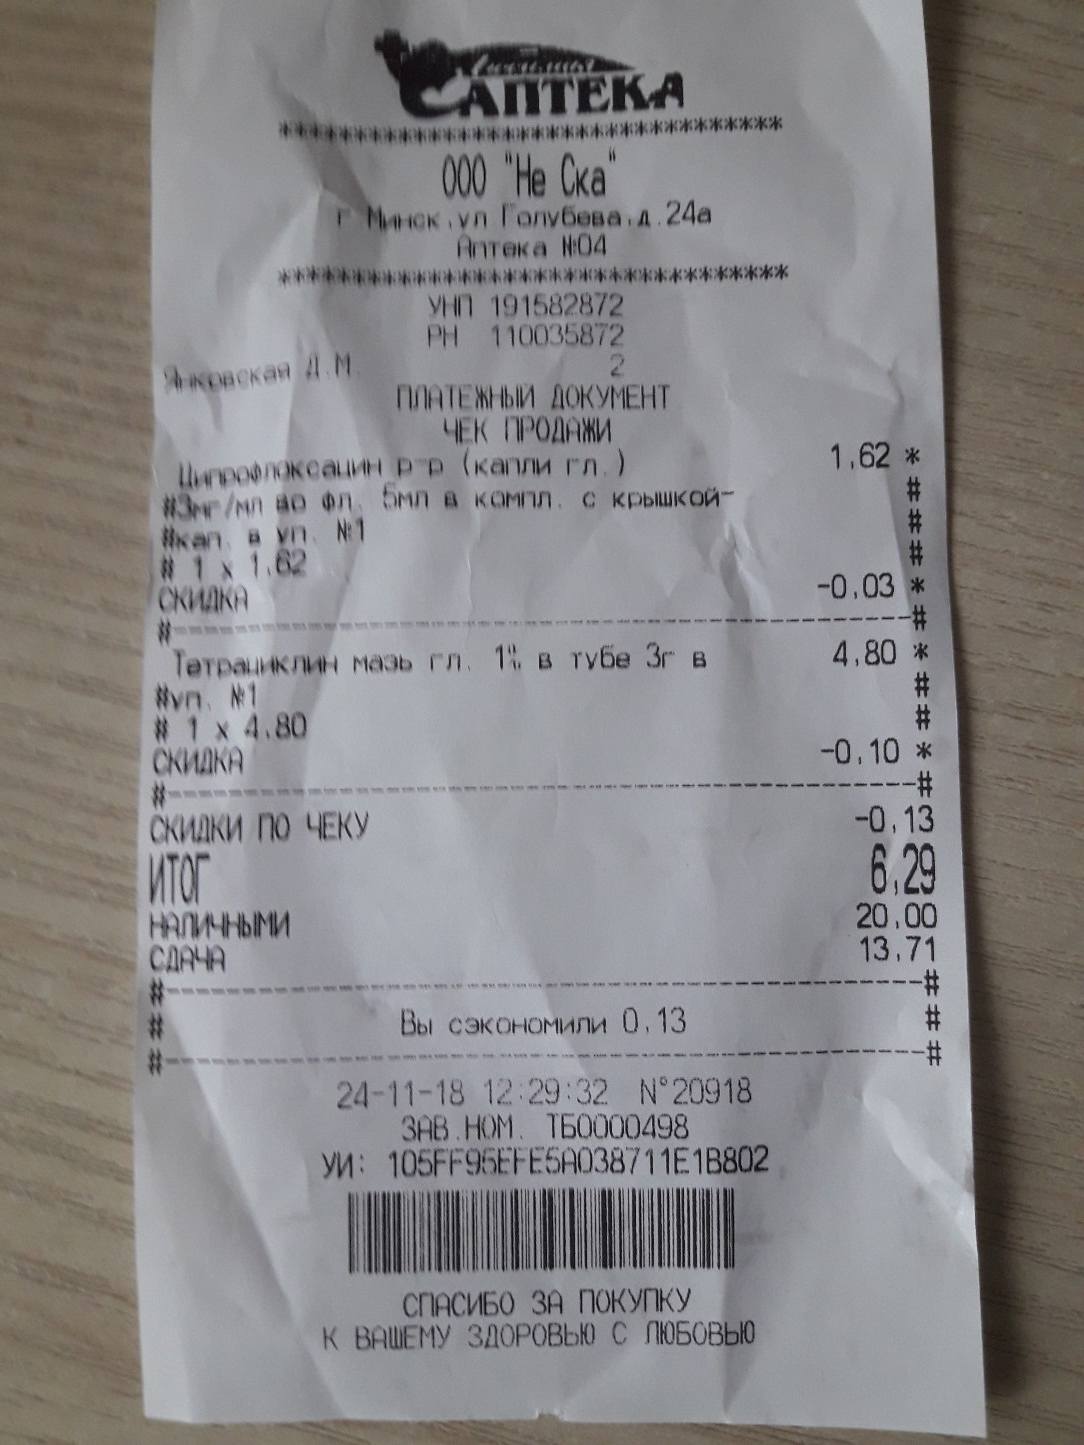 АПТЕКА
**********************************
ООО "Не Ска"
г Минск,ул Голубева,д.24а
Аптека №04
**********************************
УНП 191582872
РН 110035872
Янковская Д.М. 2
ПЛАТЕЖНЫЙ ДОКУМЕНТ
ЧЕК ПРОДАЖИ
Ципрофлоксацин р-р (капли гл.) 1,62 *
#3мг/мл во фл. 5мл в компл. с крышкой- #
#кап. в уп. №1 #
# 1 x 1,62 #
СКИДКА -0,03 *
#--------------------------------------------------#
Тетрациклин мазь гл. 1% в тубе 3г в 4,80 *
#уп. №1 #
# 1 x 4,80 #
СКИДКА -0,10 *
#--------------------------------------------------#
СКИДКИ ПО ЧЕКУ -0,13
ИТОГ 6,29
НАЛИЧНЫМИ 20,00
СДАЧА 13,71
#--------------------------------------------------#
# Вы сэкономили 0,13 #
#--------------------------------------------------#
24-11-18 12:29:32 N°20918
ЗАВ.НОМ. ТБ0000498
УИ: 105FF95EFE5A038711E1B802
СПАСИБО ЗА ПОКУПКУ
К ВАШЕМУ ЗДОРОВЬЮ С ЛЮБОВЬЮ